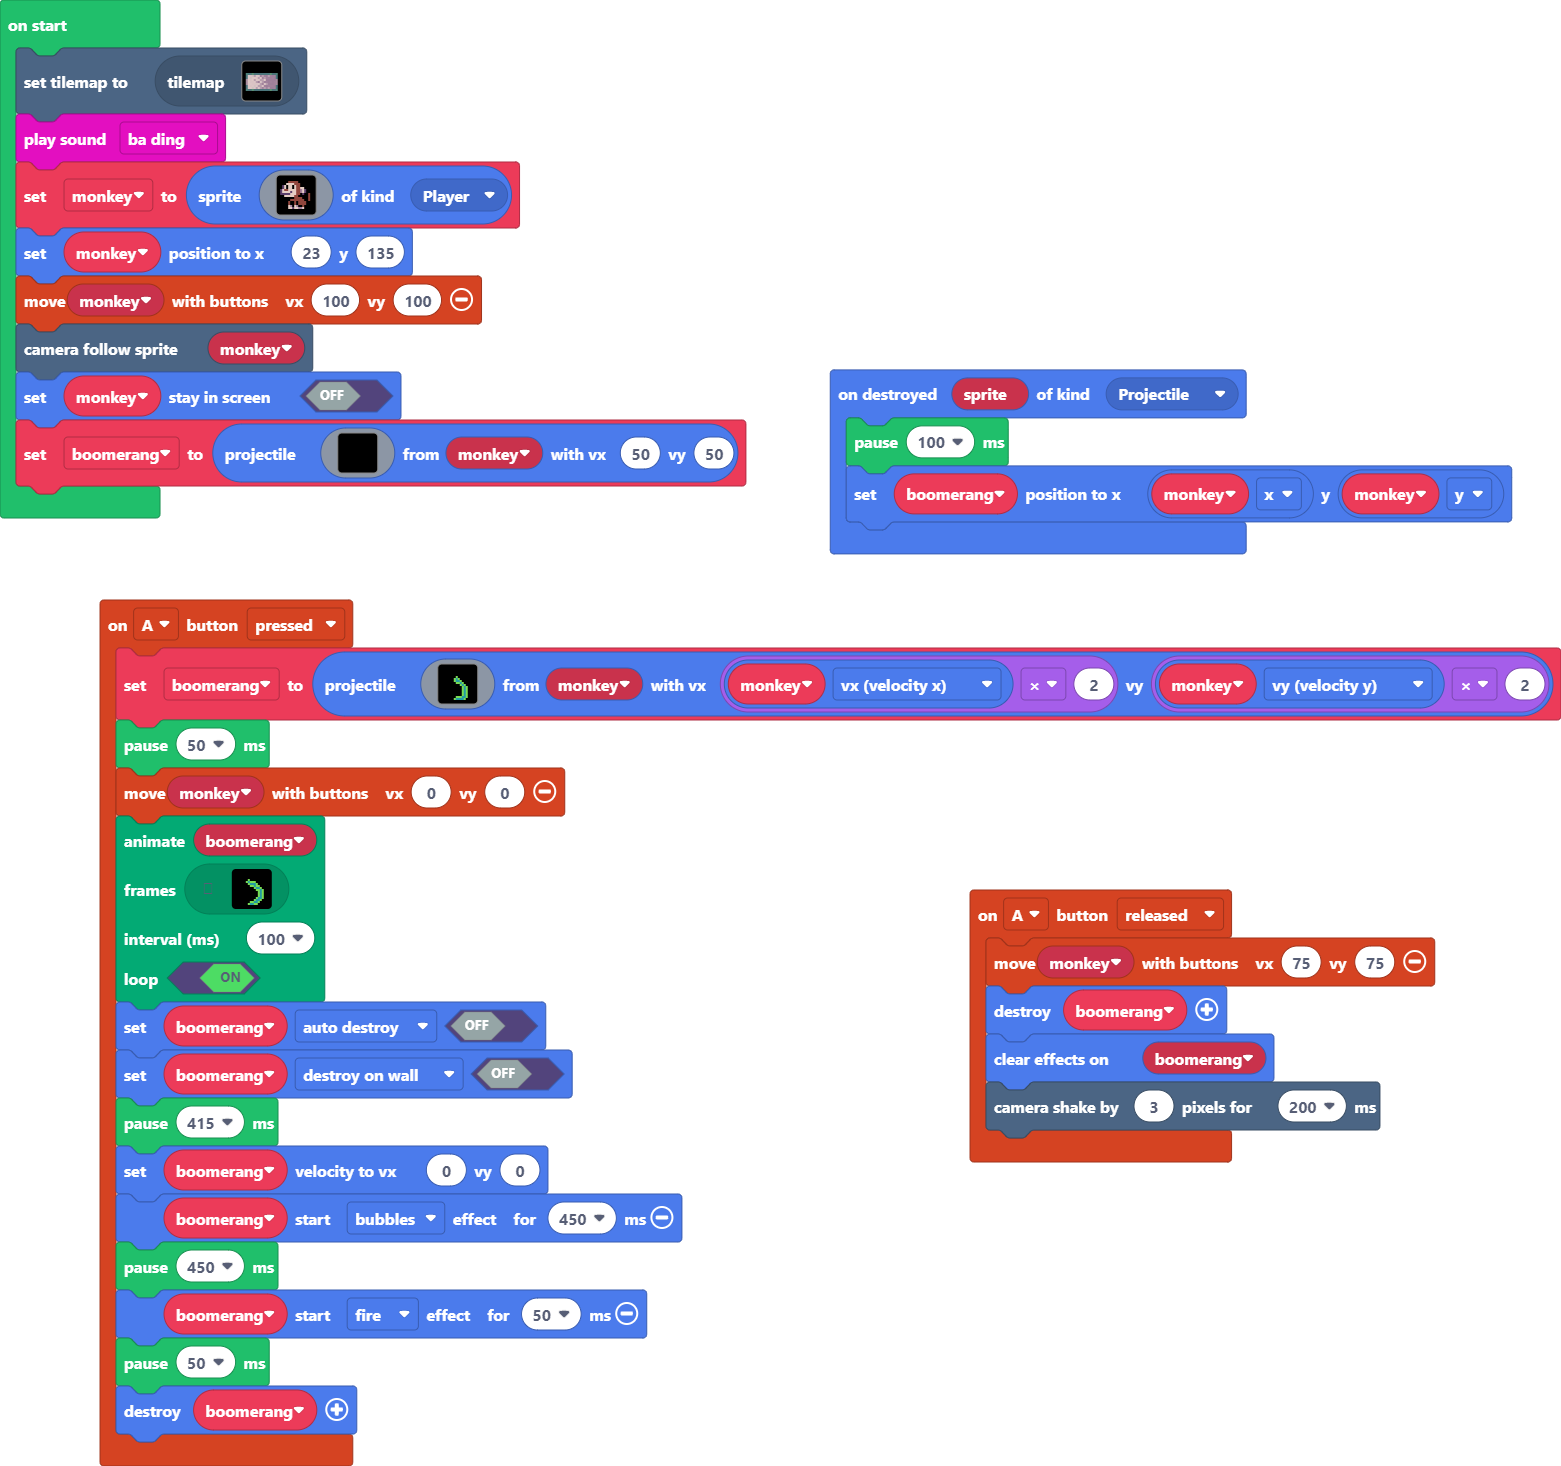 on start
set tilemap to tilemap
play sound ba ding
set monkey to sprite of kind Player
set monkey position to x 23 y 135
move monkey with buttons vx 100 vy 100
camera follow sprite monkey
set monkey stay in screen OFF
set boomerang to projectile from monkey with vx 50 vy 50
on destroyed sprite of kind Projectile
pause 100 ms
set boomerang position to x monkey x y monkey y
on A button pressed
set boomerang to projectile from monkey with vx monkey vx (velocity x) × 2 vy monkey vy (velocity y) × 2
pause 50 ms
move monkey with buttons vx 0 vy 0
animate boomerang
frames
interval (ms) 100
loop ON
set boomerang auto destroy OFF
set boomerang destroy on wall OFF
pause 415 ms
set boomerang velocity to vx 0 vy 0
boomerang start bubbles effect for 450 ms
pause 450 ms
boomerang start fire effect for 50 ms
pause 50 ms
destroy boomerang
on A button released
move monkey with buttons vx 75 vy 75
destroy boomerang
clear effects on boomerang
camera shake by 3 pixels for 200 ms